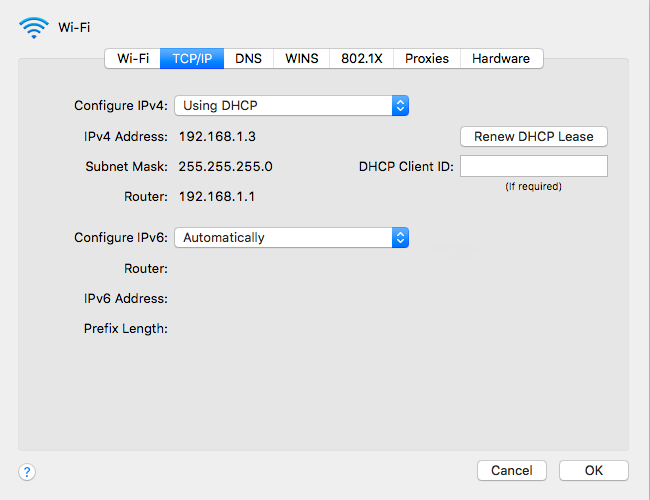 Wi-Fi
Wi-Fi TCP/IP DNS WINS 802.1X Proxies Hardware
Configure IPv4: Using DHCP
IPv4 Address: 192.168.1.3 Renew DHCP Lease
Subnet Mask: 255.255.255.0 DHCP Client ID:
(If required)
Router: 192.168.1.1
Configure IPv6: Automatically
Router:
IPv6 Address:
Prefix Length:
? Cancel OK